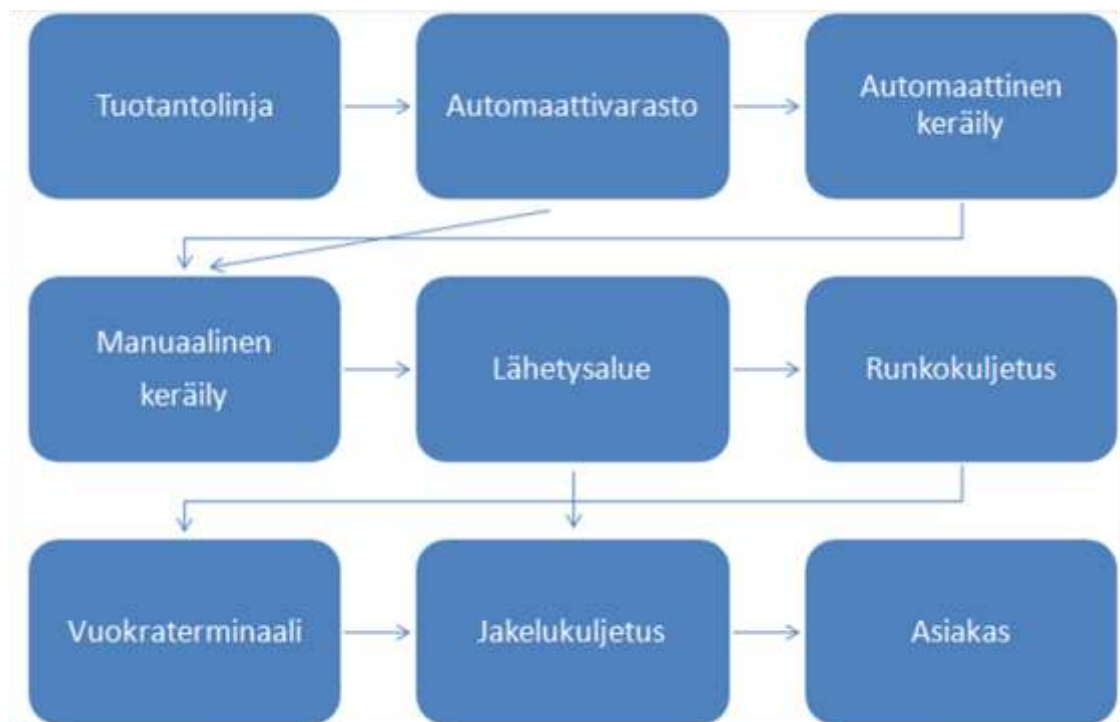 Tuotantolinja
Automaattivarasto
Automaattinen
keräily
Manuaalinen
keräily
Lähetysalue
Runkokuljetus
Vuokraterminaali
Jakelukuljetus
Asiakas